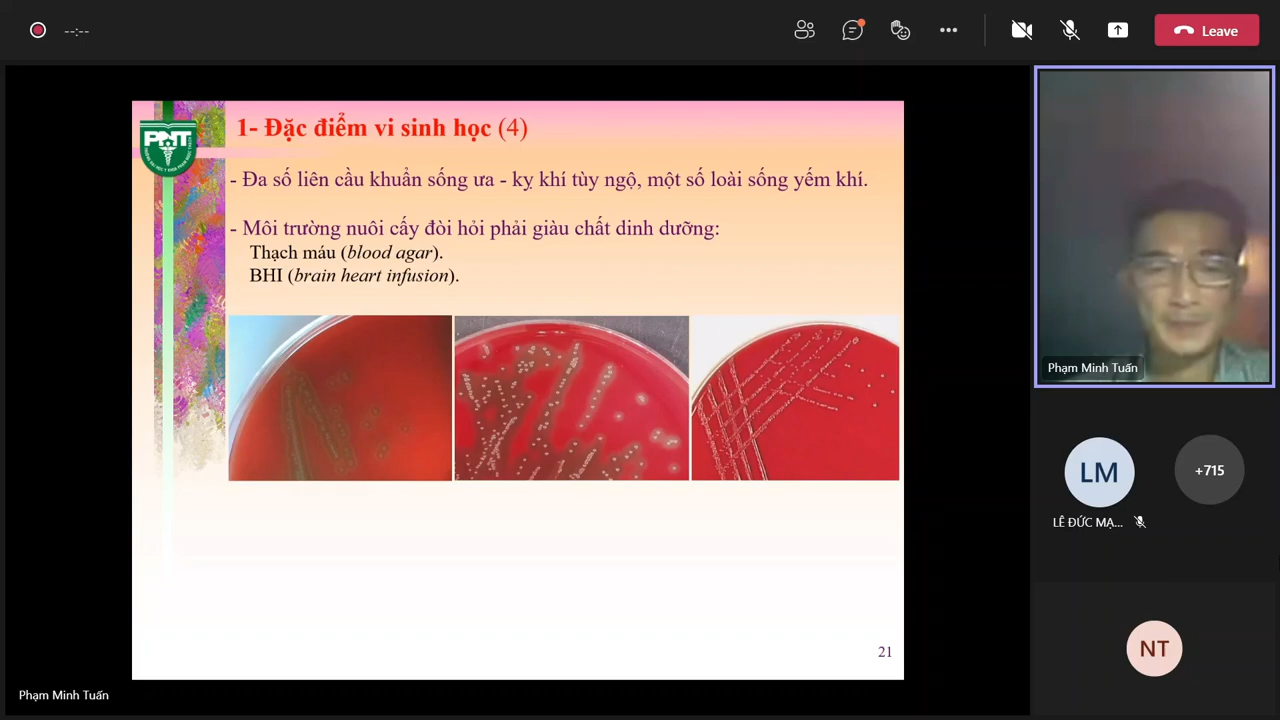 --:--
Leave
PNT
1- Đặc điểm vi sinh học (4)
- Đa số liên cầu khuẩn sống ưa - kỵ khí tùy ngộ, một số loài sống yếm khí.
- Môi trường nuôi cấy đòi hỏi phải giàu chất dinh dưỡng:
Thạch máu (blood agar).
BHI (brain heart infusion).
21
Phạm Minh Tuấn
Phạm Minh Tuấn
LM
+715
LÊ ĐỨC MẠ...
NT